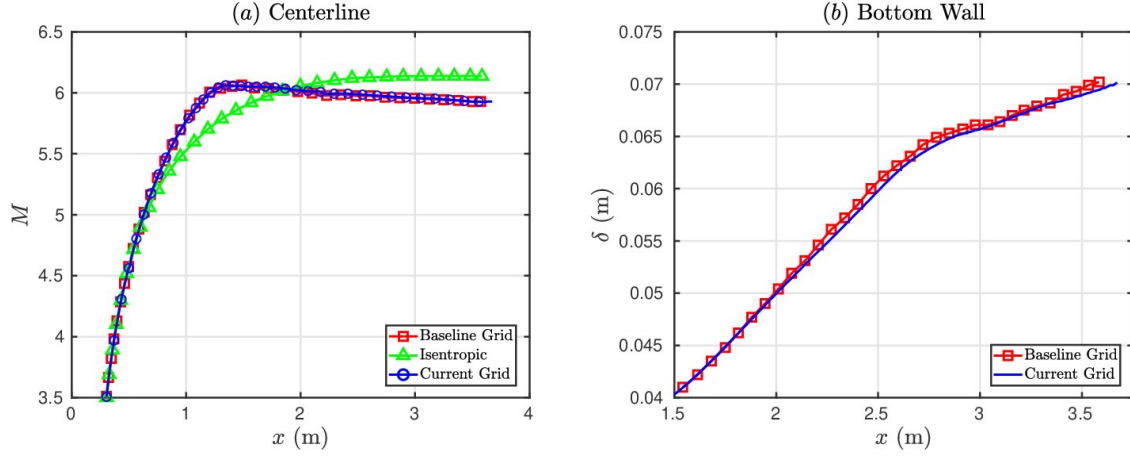 (a) Centerline
6.5
6
5.5
5
4.5
4
3.5
M
0 1 2 3 4
x (m)
Baseline Grid
Isentropic
Current Grid
(b) Bottom Wall
0.075
0.07
0.065
0.06
0.055
0.05
0.045
0.04
δ (m)
1.5 2 2.5 3 3.5
x (m)
Baseline Grid
Current Grid